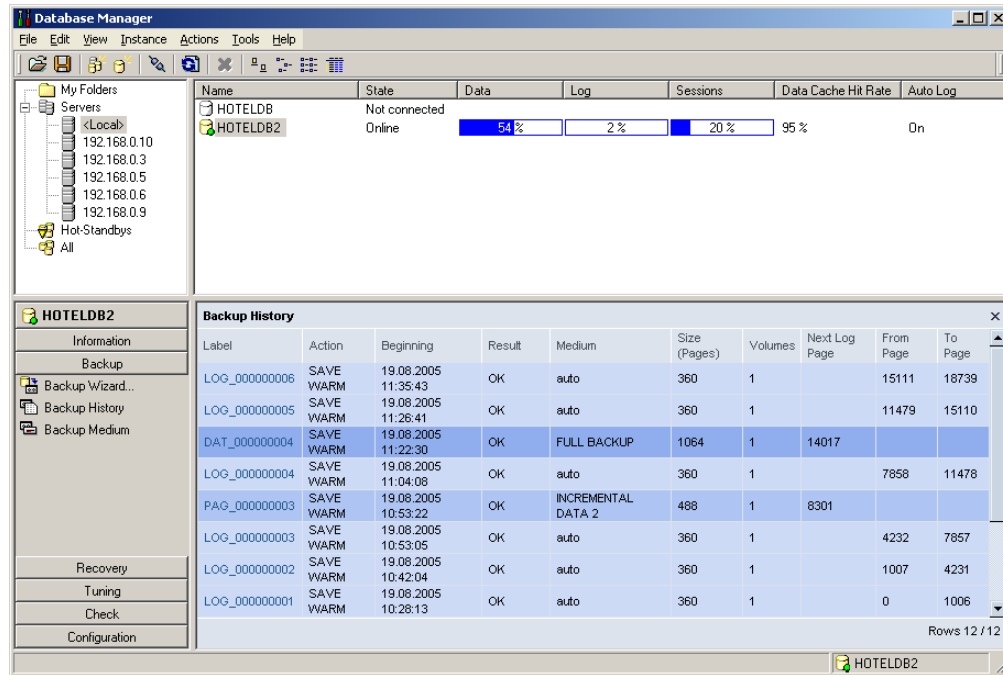 Database Manager
File Edit View Instance Actions Tools Help
My Folders
Servers
<Local>
192.168.0.10
192.168.0.3
192.168.0.5
192.168.0.6
192.168.0.9
Hot-Standbys
All
Name State Data Log Sessions Data Cache Hit Rate Auto Log
HOTELDB Not connected
HOTELDB2 Online 54 % 2 % 20 % 95 % On
HOTELDB2
Information
Backup
Backup Wizard...
Backup History
Backup Medium
Recovery
Tuning
Check
Configuration
Backup History
Label Action Beginning Result Medium Size (Pages) Volumes Next Log Page From Page To Page
LOG_000000006 SAVE WARM 19.08.2005 11:35:43 OK auto 360 1 15111 18739
LOG_000000005 SAVE WARM 19.08.2005 11:26:41 OK auto 360 1 11479 15110
DAT_000000004 SAVE WARM 19.08.2005 11:22:30 OK FULL BACKUP 1064 1 14017
LOG_000000004 SAVE WARM 19.08.2005 11:04:08 OK auto 360 1 7858 11478
PAG_000000003 SAVE WARM 19.08.2005 10:53:22 OK INCREMENTAL DATA 2 488 1 8301
LOG_000000003 SAVE WARM 19.08.2005 10:53:05 OK auto 360 1 4232 7857
LOG_000000002 SAVE WARM 19.08.2005 10:42:04 OK auto 360 1 1007 4231
LOG_000000001 SAVE WARM 19.08.2005 10:28:13 OK auto 360 1 0 1006
Rows 12 / 12
HOTELDB2